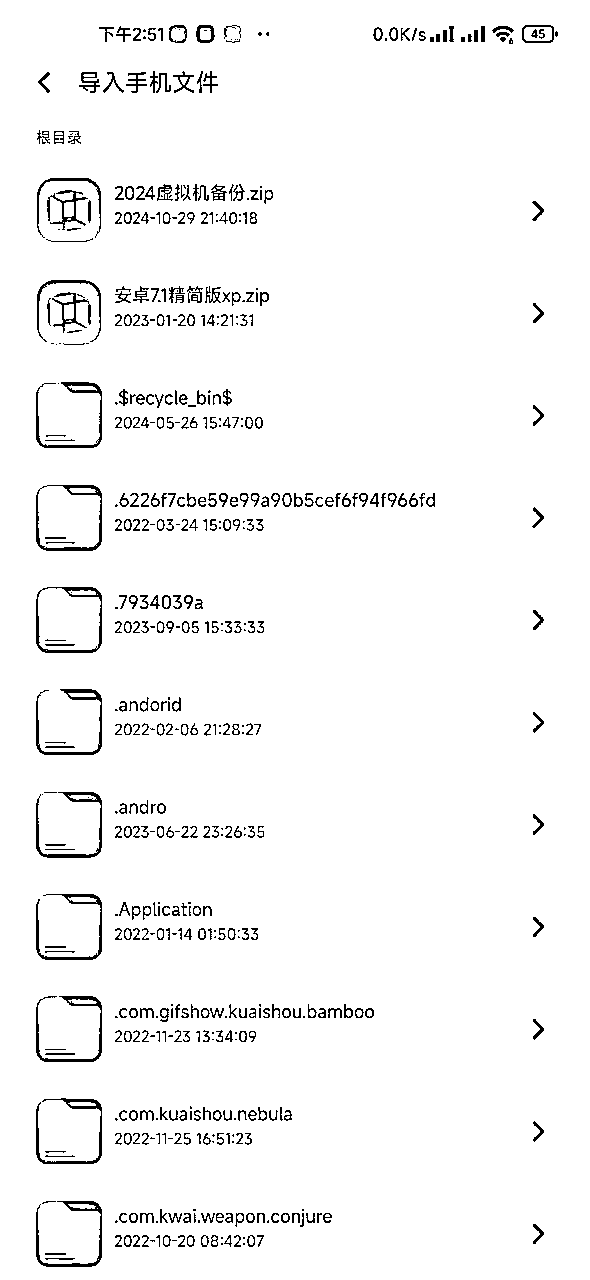 下午2:51 0.0K/s 45
导入手机文件
根目录
2024虚拟机备份.zip
2024-10-29 21:40:18
安卓7.1精简版xp.zip
2023-01-20 14:21:31
.$recycle_bin$
2024-05-26 15:47:00
.6226f7cbe59e99a90b5cef6f94f966fd
2022-03-24 15:09:33
.7934039a
2023-09-05 15:33:33
.andorid
2022-02-06 21:28:27
.andro
2023-06-22 23:26:35
.Application
2022-01-14 01:50:33
.com.gifshow.kuaishou.bamboo
2022-11-23 13:34:09
.com.kuaishou.nebula
2022-11-25 16:51:23
.com.kwai.weapon.conjure
2022-10-20 08:42:07